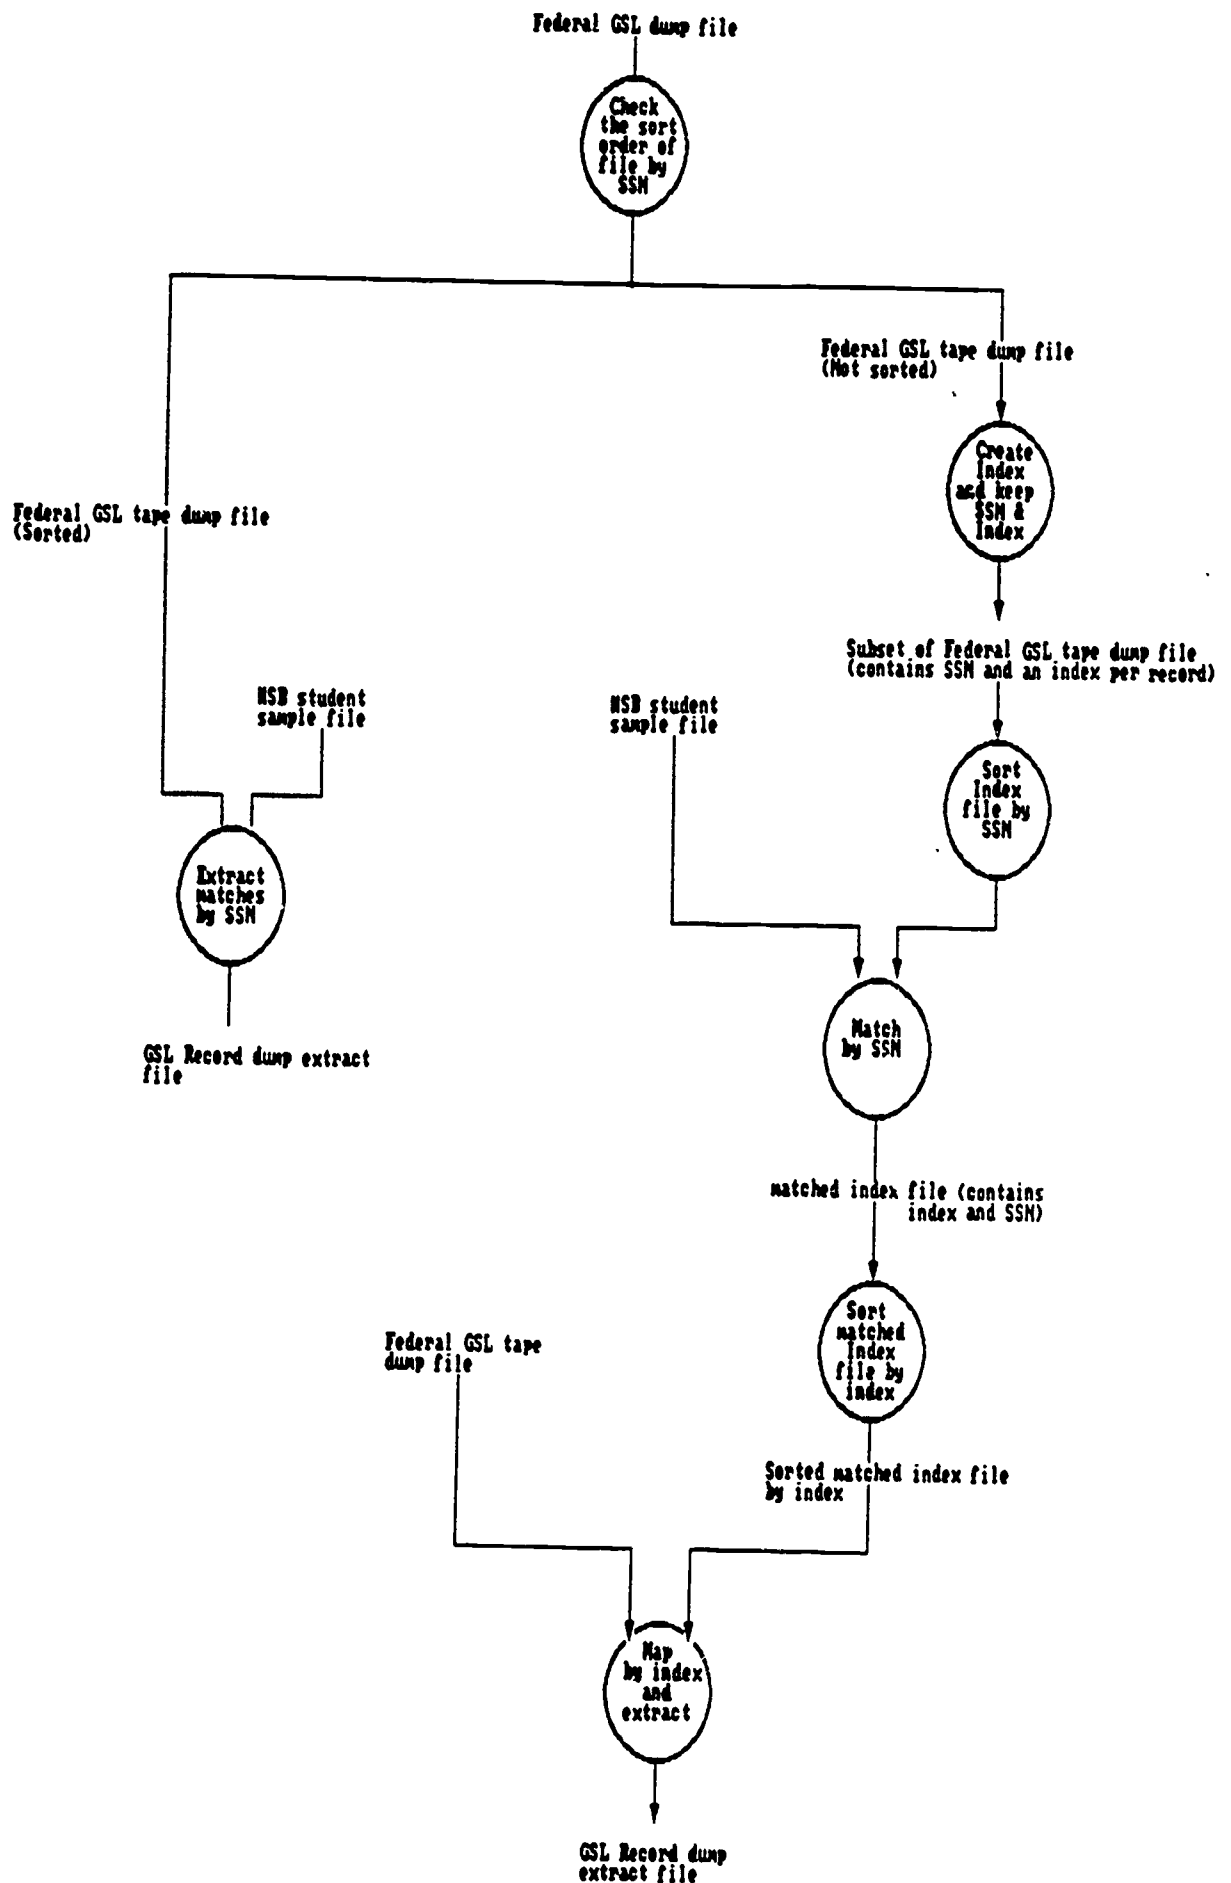 Federal GSL dump file
Check
the sort
order of
file by
SSN
Federal GSL tape dump file
(Not sorted)
Create
Index
and keep
SSN &
Index
Federal GSL tape dump file
(Sorted)
Subset of Federal GSL tape dump file
(contains SSN and an index per record)
HSB student
sample file
HSB student
sample file
Sort
Index
file by
SSN
Extract
matches
by SSN
Match
by SSN
GSL Record dump extract
file
matched index file (contains
index and SSN)
Sort
matched
Index
file by
index
Federal GSL tape
dump file
Sorted matched index file
by index
Map
by index
and
extract
GSL Record dump
extract file